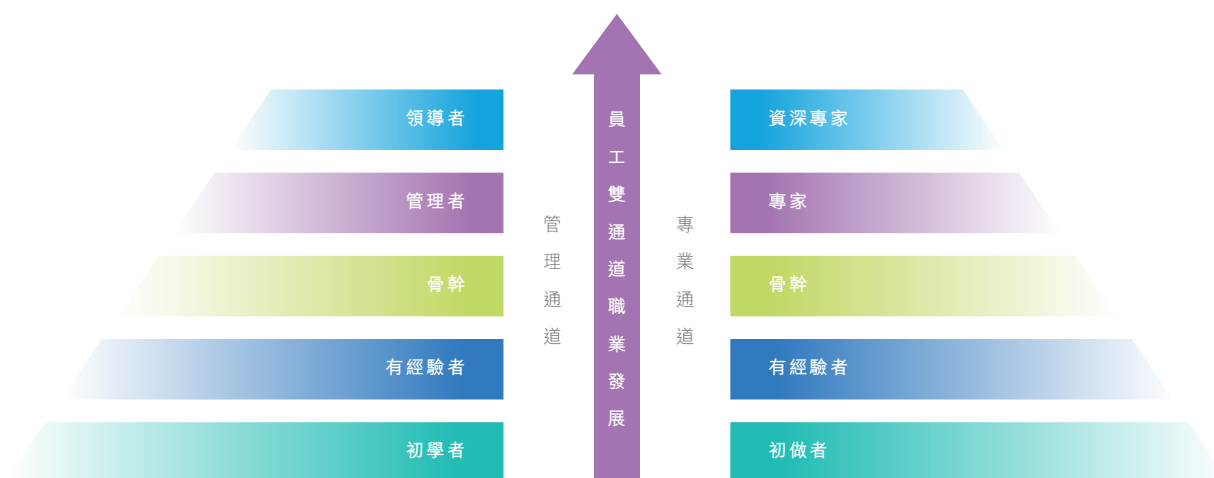 領導者
管理者
骨幹
有經驗者
初學者
管理通道
員工雙通道職業發展
專業通道
資深專家
專家
骨幹
有經驗者
初做者